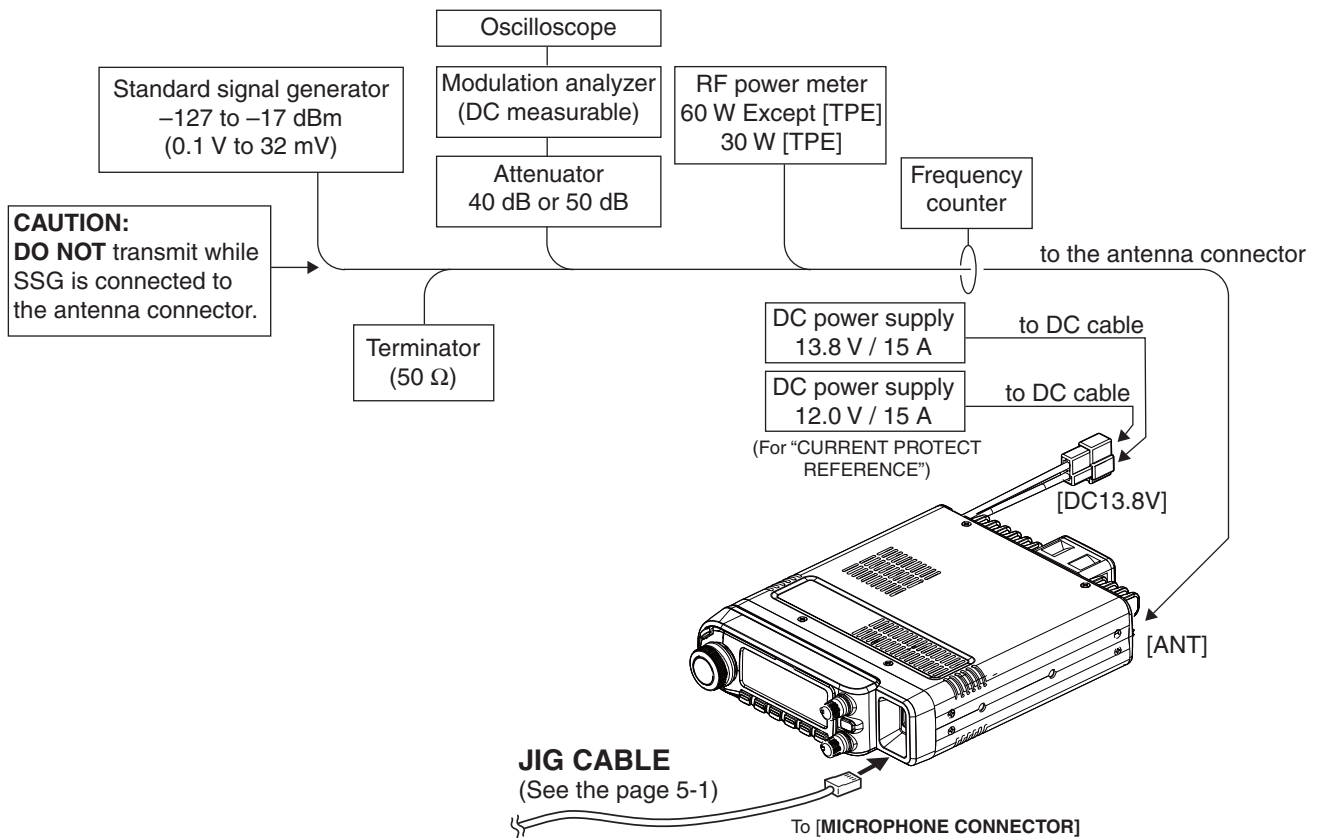 Oscilloscope
Standard signal generator
–127 to –17 dBm
(0.1 V to 32 mV)
Modulation analyzer
(DC measurable)
RF power meter
60 W Except [TPE]
30 W [TPE]
Attenuator
40 dB or 50 dB
Frequency
counter
CAUTION:
DO NOT transmit while
SSG is connected to
the antenna connector.
to the antenna connector
Terminator
(50 Ω)
DC power supply
13.8 V / 15 A
to DC cable
DC power supply
12.0 V / 15 A
to DC cable
(For “CURRENT PROTECT
REFERENCE”)
[DC13.8V]
[ANT]
JIG CABLE
(See the page 5-1)
To [MICROPHONE CONNECTOR]